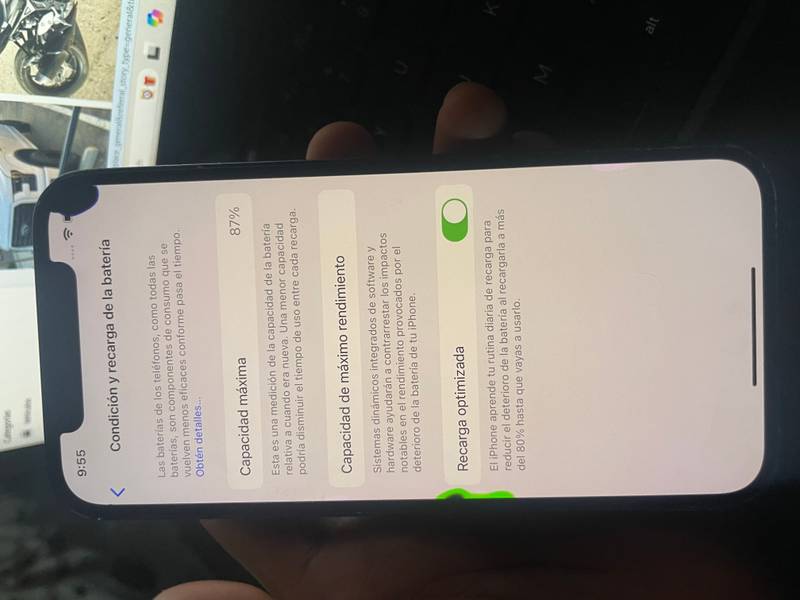 9:55
Condición y recarga de la batería
Las baterías de los teléfonos, como todas las
baterías, son componentes de consumo que se
vuelven menos eficaces conforme pasa el tiempo.
Obtén detalles...
Capacidad máxima 87%
Esta es una medición de la capacidad de la batería
relativa a cuando era nueva. Una menor capacidad
podría disminuir el tiempo de uso entre cada recarga.
Capacidad de máximo rendimiento
Sistemas dinámicos integrados de software y
hardware ayudarán a contrarrestar los impactos
notables en el rendimiento provocados por el
deterioro de la batería de tu iPhone.
Recarga optimizada
El iPhone aprende tu rutina diaria de recarga para
reducir el deterioro de la batería al recargarla a más
del 80% hasta que vayas a usarlo.
Categorías
Vehículos
alt
M
K
U